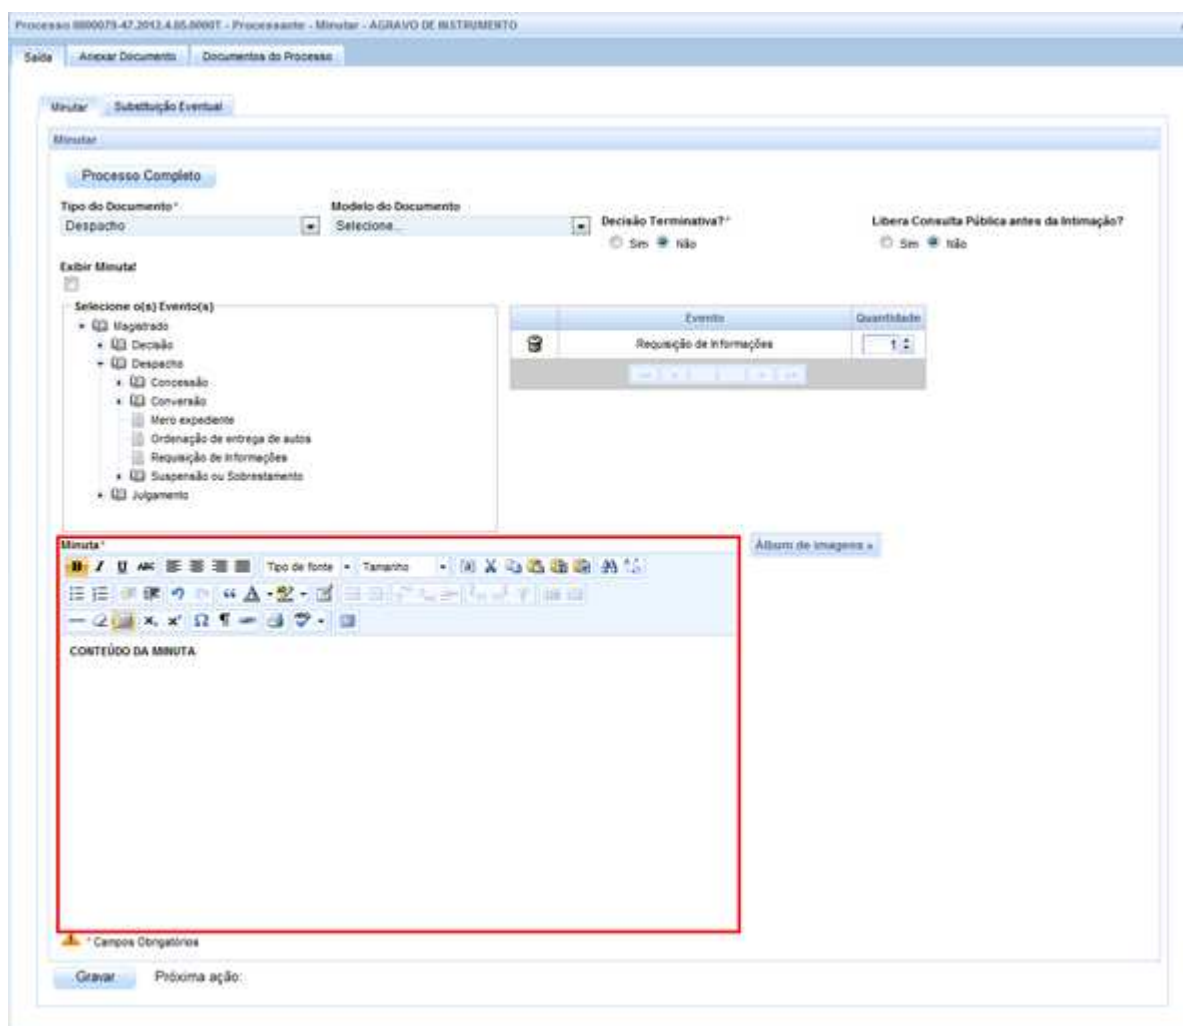 Processo 0000079-47.2012.4.05.0000T - Processante - Minutar - AGRAVO DE INSTRUMENTO
Saída Anexar Documento Documentos do Processo
Minutar Substituição Eventual
Minutar
Processo Completo
Tipo do Documento* Modelo do Documento
Despacho Selecione... Decisão Terminativa?* Libera Consulta Pública antes da Intimação?
Sim Não Sim Não
Exibir Minuta!
Selecione o(s) Evento(s)
Evento Quantidade
Magistrado
Decisão Requisição de Informações 1
Despacho
Concessão
Conversão
Mero expediente
Ordenação de entrega de autos
Requisição de Informações
Suspensão ou Sobrestamento
Julgamento
Minuta* Álbum de imagens »
B I U ABC Tipo de fonte Tamanho
A
x, x' Ω ¶
CONTEÚDO DA MINUTA
* Campos Obrigatórios
Gravar Próxima ação: